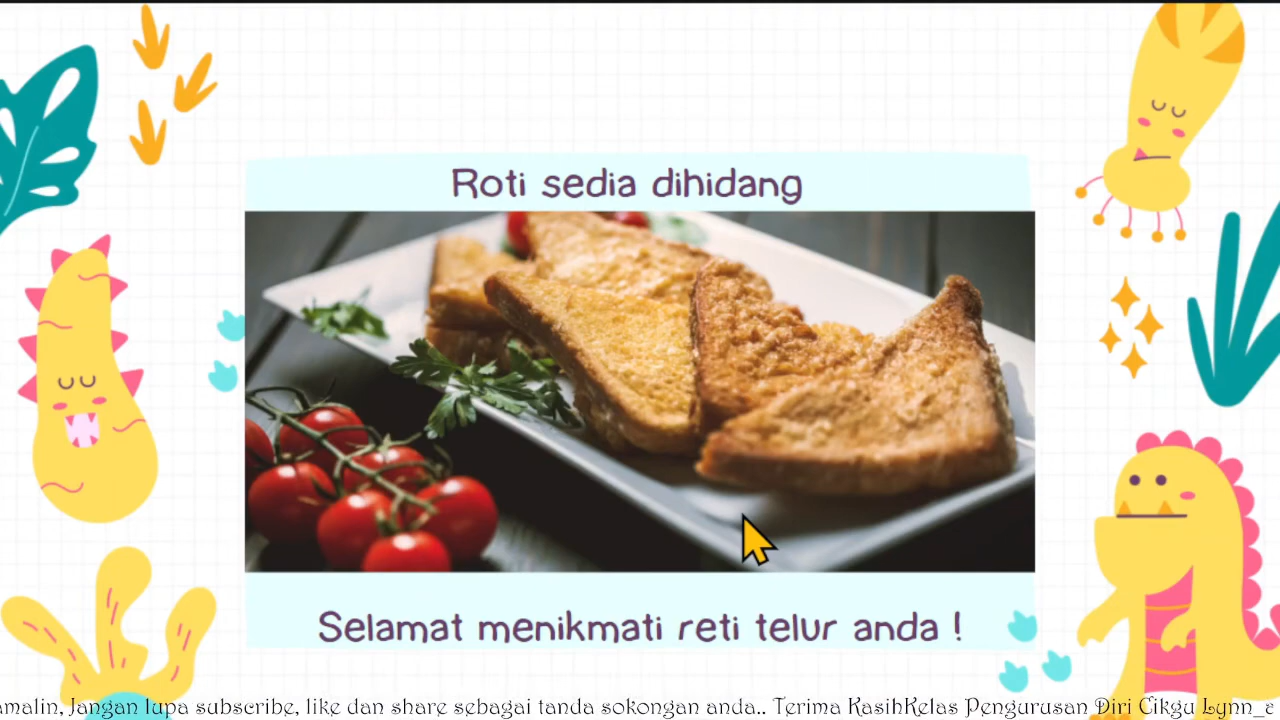 Roti sedia dihidang
Selamat menikmati reti telur anda !
amalin, Jangan lupa subscribe, like dan share sebagai tanda sokongan anda.. Terima KasihKelas Pengurusan Diri Cikgu Lynn_